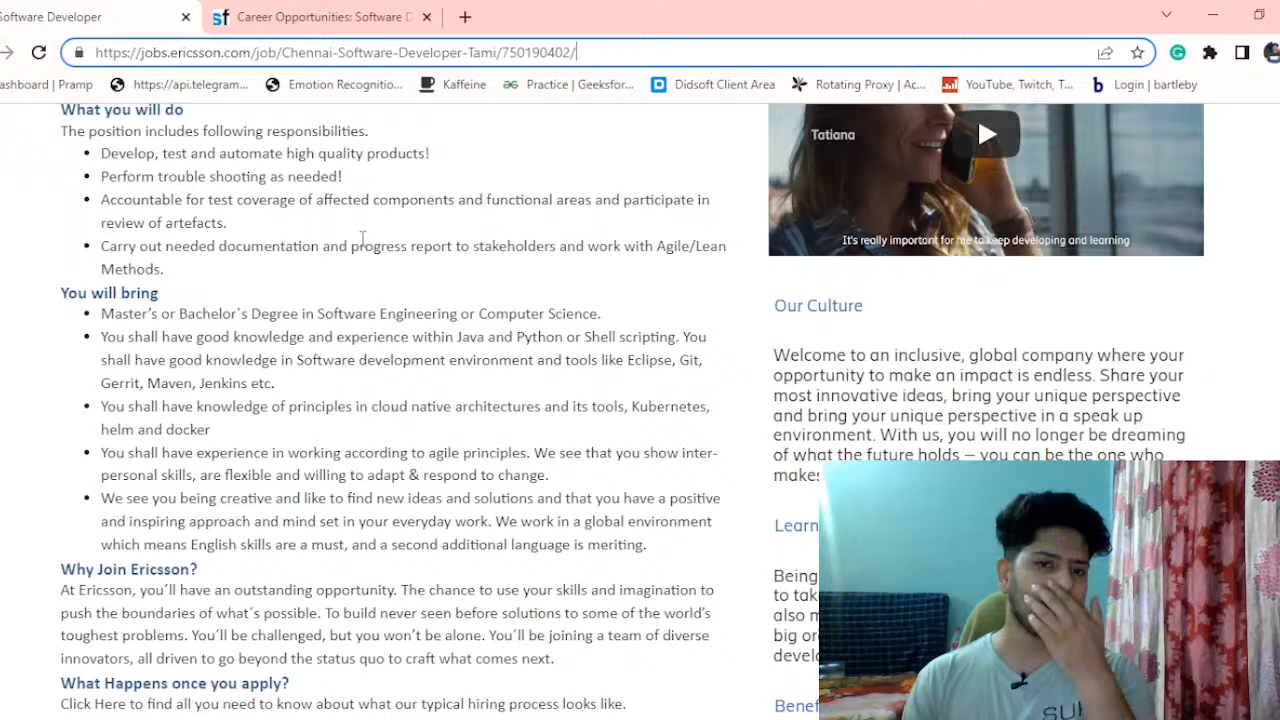 Software Developer
Career Opportunities: Software D
https://jobs.ericsson.com/job/Chennai-Software-Developer-Tami/750190402/
ashboard | Pramp
https://api.telegram...
Emotion Recognitio...
Kaffeine
Practice | Geeksfor...
Didsoft Client Area
Rotating Proxy | Ac...
YouTube, Twitch, T...
Login | bartleby
What you will do
The position includes following responsibilities.
Develop, test and automate high quality products!
Perform trouble shooting as needed!
Accountable for test coverage of affected components and functional areas and participate in
review of artefacts.
Carry out needed documentation and progress report to stakeholders and work with Agile/Lean
Methods.
You will bring
Master's or Bachelor´s Degree in Software Engineering or Computer Science.
You shall have good knowledge and experience within Java and Python or Shell scripting. You
shall have good knowledge in Software development environment and tools like Eclipse, Git,
Gerrit, Maven, Jenkins etc.
You shall have knowledge of principles in cloud native architectures and its tools, Kubernetes,
helm and docker
You shall have experience in working according to agile principles. We see that you show inter-
personal skills, are flexible and willing to adapt & respond to change.
We see you being creative and like to find new ideas and solutions and that you have a positive
and inspiring approach and mind set in your everyday work. We work in a global environment
which means English skills are a must, and a second additional language is meriting.
Why Join Ericsson?
At Ericsson, you´ll have an outstanding opportunity. The chance to use your skills and imagination to
push the boundaries of what´s possible. To build never seen before solutions to some of the world's
toughest problems. You'll be challenged, but you won't be alone. You'll be joining a team of diverse
innovators, all driven to go beyond the status quo to craft what comes next.
What Happens once you apply?
Click Here to find all you need to know about what our typical hiring process looks like.
Tatiana
It's really important for me to keep developing and learning
Our Culture
Welcome to an inclusive, global company where your
opportunity to make an impact is endless. Share your
most innovative ideas, bring your unique perspective
and bring your unique perspective in a speak up
environment. With us, you will no longer be dreaming
of what the future holds – you can be the one who
makes
Learn
Being
to tak
also m
big or
devel
Benef
SUK